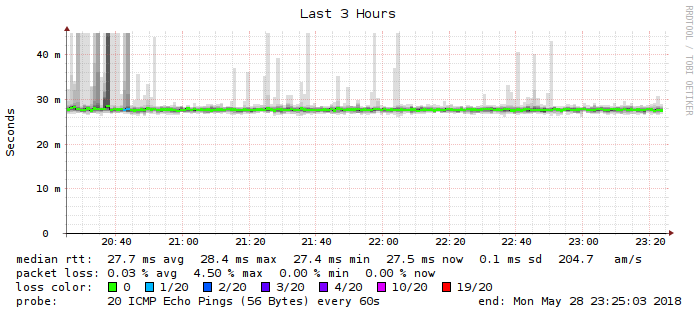 Last 3 Hours
RRDTOOL / TOBI OETIKER
Seconds
40 m
30 m
20 m
10 m
0
20:40 21:00 21:20 21:40 22:00 22:20 22:40 23:00 23:20
median rtt: 27.7 ms avg 28.4 ms max 27.4 ms min 27.5 ms now 0.1 ms sd 204.7 am/s
packet loss: 0.03 % avg 4.50 % max 0.00 % min 0.00 % now
loss color: 0 1/20 2/20 3/20 4/20 10/20 19/20
probe: 20 ICMP Echo Pings (56 Bytes) every 60s end: Mon May 28 23:25:03 2018